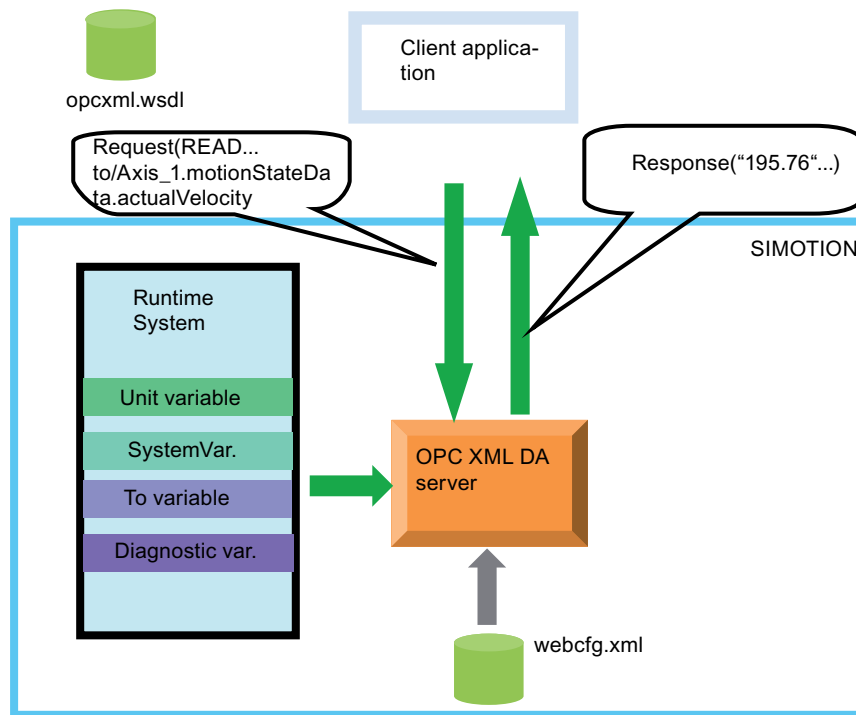 Client applica-
tion
opcxml.wsdl
Request(READ...
to/Axis_1.motionStateDa
ta.actualVelocity
Response(“195.76“...)
SIMOTION
Runtime
System
Unit variable
SystemVar.
To variable
Diagnostic var.
OPC XML DA
server
webcfg.xml